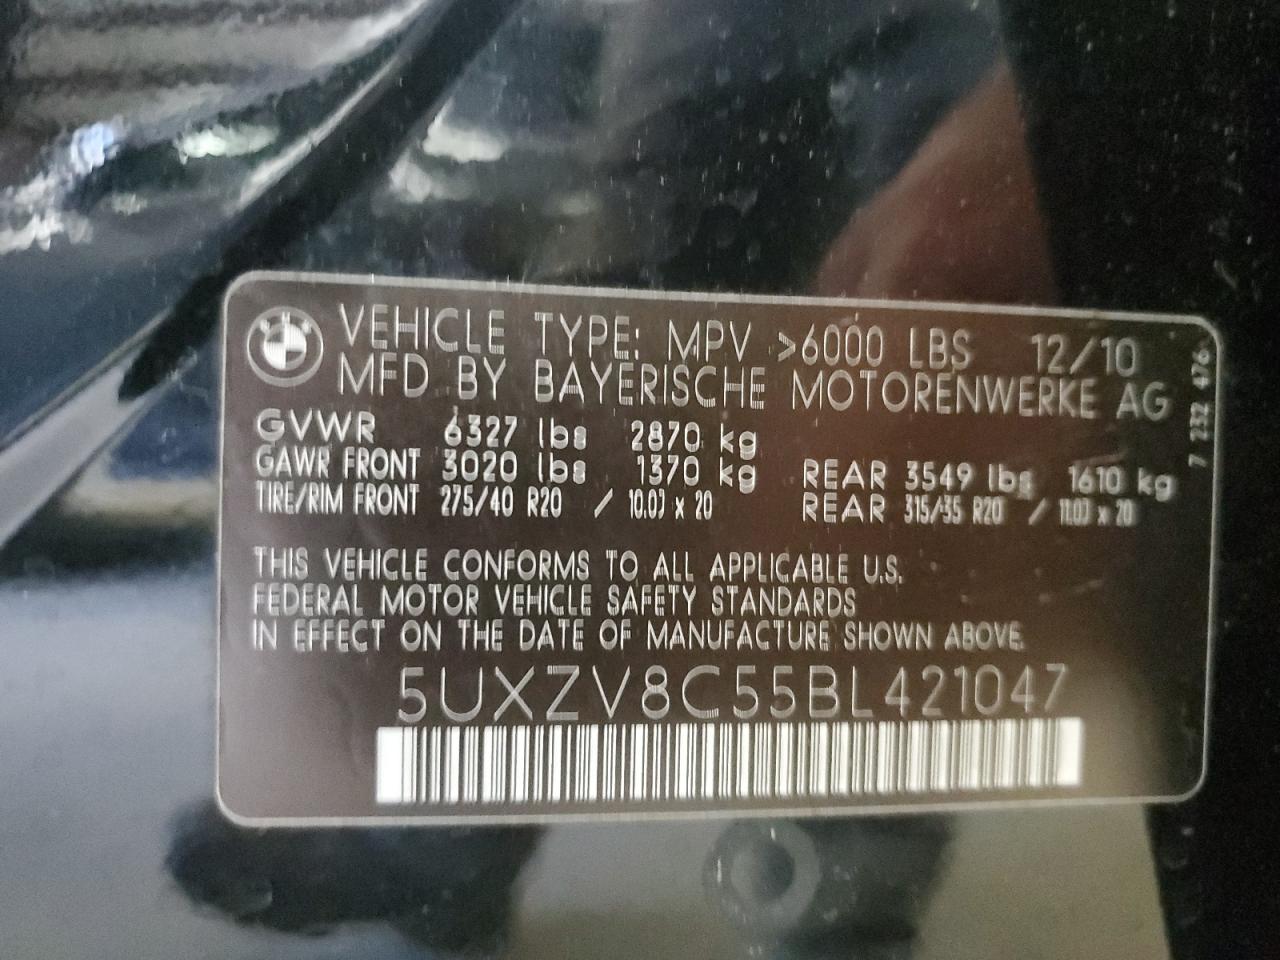 VEHICLE TYPE: MPV >6000 LBS 12/10
MFD BY BAYERISCHE MOTORENWERKE AG
GVWR 6327 lbs 2870 kg
GAWR FRONT 3020 lbs 1370 kg REAR 3549 lbs 1610 kg
TIRE/RIM FRONT 275/40 R20 / 10.0J x 20 REAR 315/35 R20 / 11.0J x 20
THIS VEHICLE CONFORMS TO ALL APPLICABLE U.S.
FEDERAL MOTOR VEHICLE SAFETY STANDARDS
IN EFFECT ON THE DATE OF MANUFACTURE SHOWN ABOVE.
5UXZV8C55BL421047
7 232 476